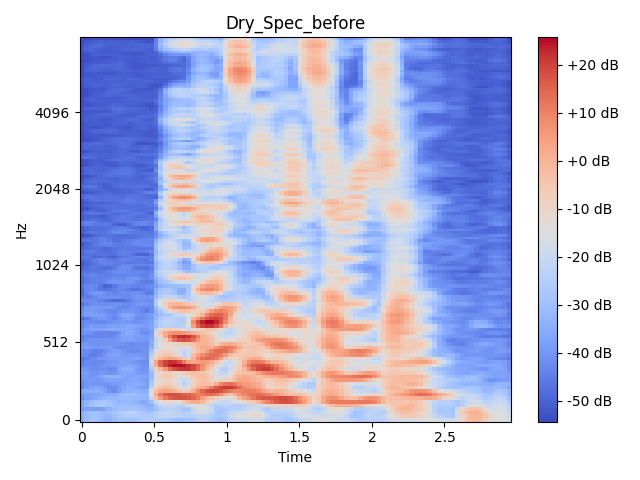 Dry_Spec_before
Hz
4096
2048
1024
512
0
0
0.5
1
1.5
2
2.5
Time
+20 dB
+10 dB
+0 dB
-10 dB
-20 dB
-30 dB
-40 dB
-50 dB